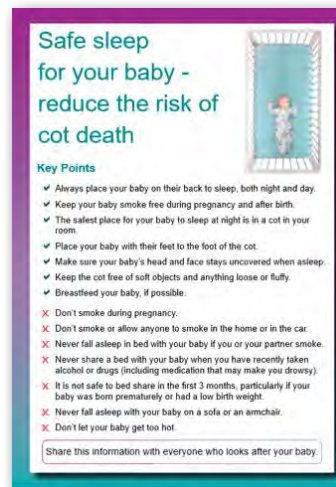 Safe sleep
for your baby -
reduce the risk of
cot death
Key Points
✔ Always place your baby on their back to sleep, both night and day.
✔ Keep your baby smoke free during pregnancy and after birth.
✔ The safest place for your baby to sleep at night is in a cot in your
room.
✔ Place your baby with their feet to the foot of the cot.
✔ Make sure your baby's head and face stays uncovered when asleep.
✔ Keep the cot free of soft objects and anything loose or fluffy.
✔ Breastfeed your baby, if possible.
X Don't smoke during pregnancy.
X Don't smoke or allow anyone to smoke in the home or in the car.
X Never fall asleep in bed with your baby if you or your partner smoke.
X Never share a bed with your baby when you have recently taken
alcohol or drugs (including medication that may make you drowsy).
X It is not safe to bed share in the first 3 months, particularly if your
baby was born prematurely or had a low birth weight.
X Never fall asleep with your baby on a sofa or an armchair.
X Don't let your baby get too hot.
Share this information with everyone who looks after your baby.